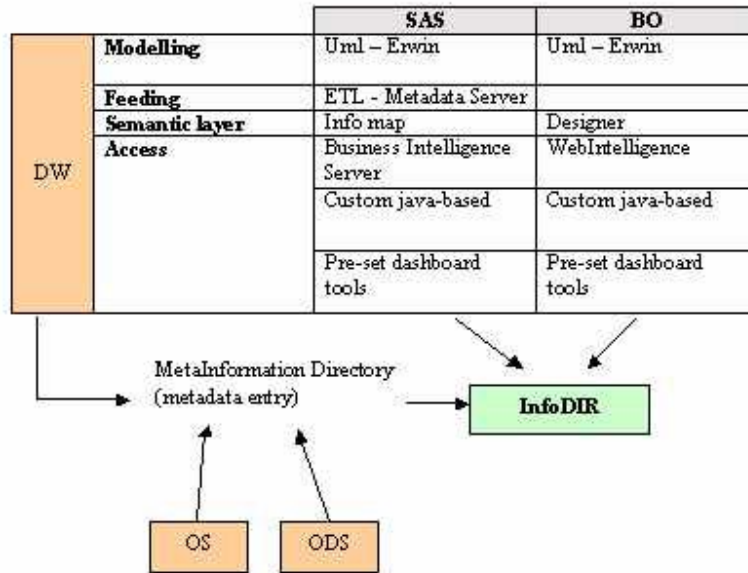 SAS BO
DW
Modelling Uml – Erwin Uml – Erwin
Feeding ETL - Metadata Server
Semantic layer Info map Designer
Access Business Intelligence Server WebIntelligence
Custom java-based Custom java-based
Pre-set dashboard tools Pre-set dashboard tools
MetaInformation Directory
(metadata entry)
InfoDIR
OS ODS